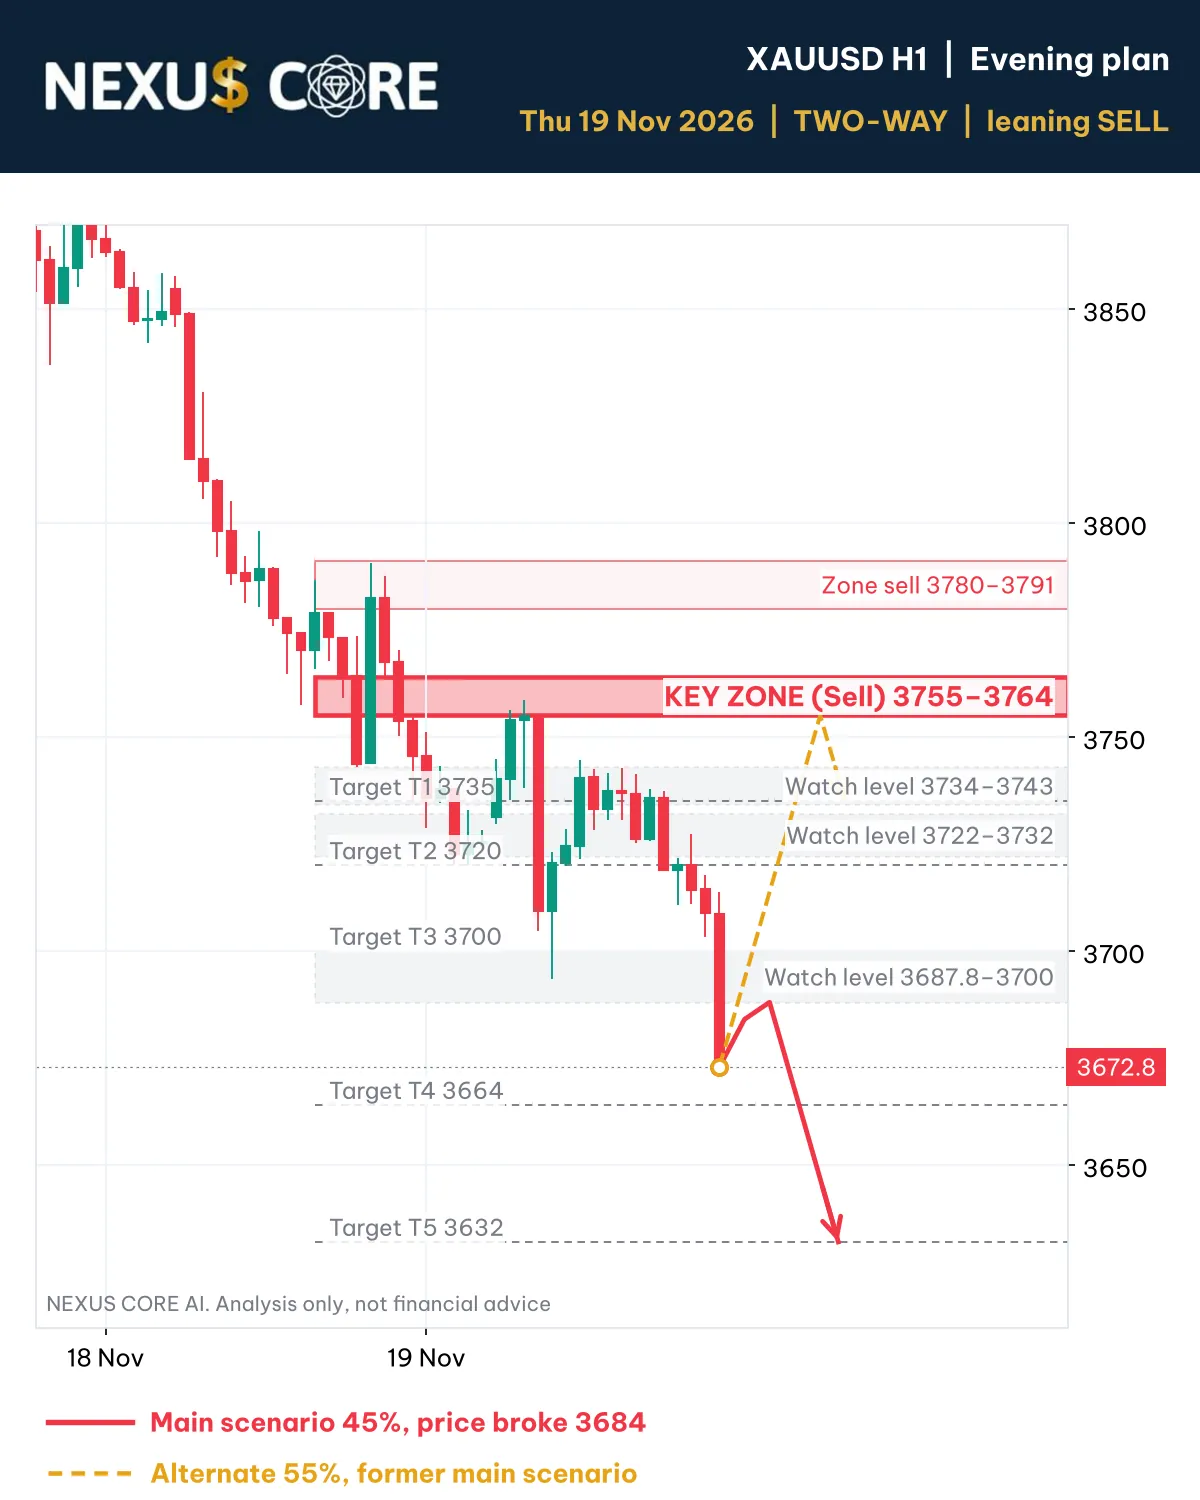 NEXU$ CORE
XAUUSD H1 | Evening plan
Thu 19 Nov 2026 | TWO-WAY | leaning SELL
3850
3800
Zone sell 3780–3791
KEY ZONE (Sell) 3755–3764
3750
Target T1 3735
Watch level 3734–3743
Watch level 3722–3732
Target T2 3720
Target T3 3700
3700
Watch level 3687.8–3700
3672.8
Target T4 3664
3650
Target T5 3632
NEXUS CORE AI. Analysis only, not financial advice
18 Nov
19 Nov
Main scenario 45%, price broke 3684
Alternate 55%, former main scenario